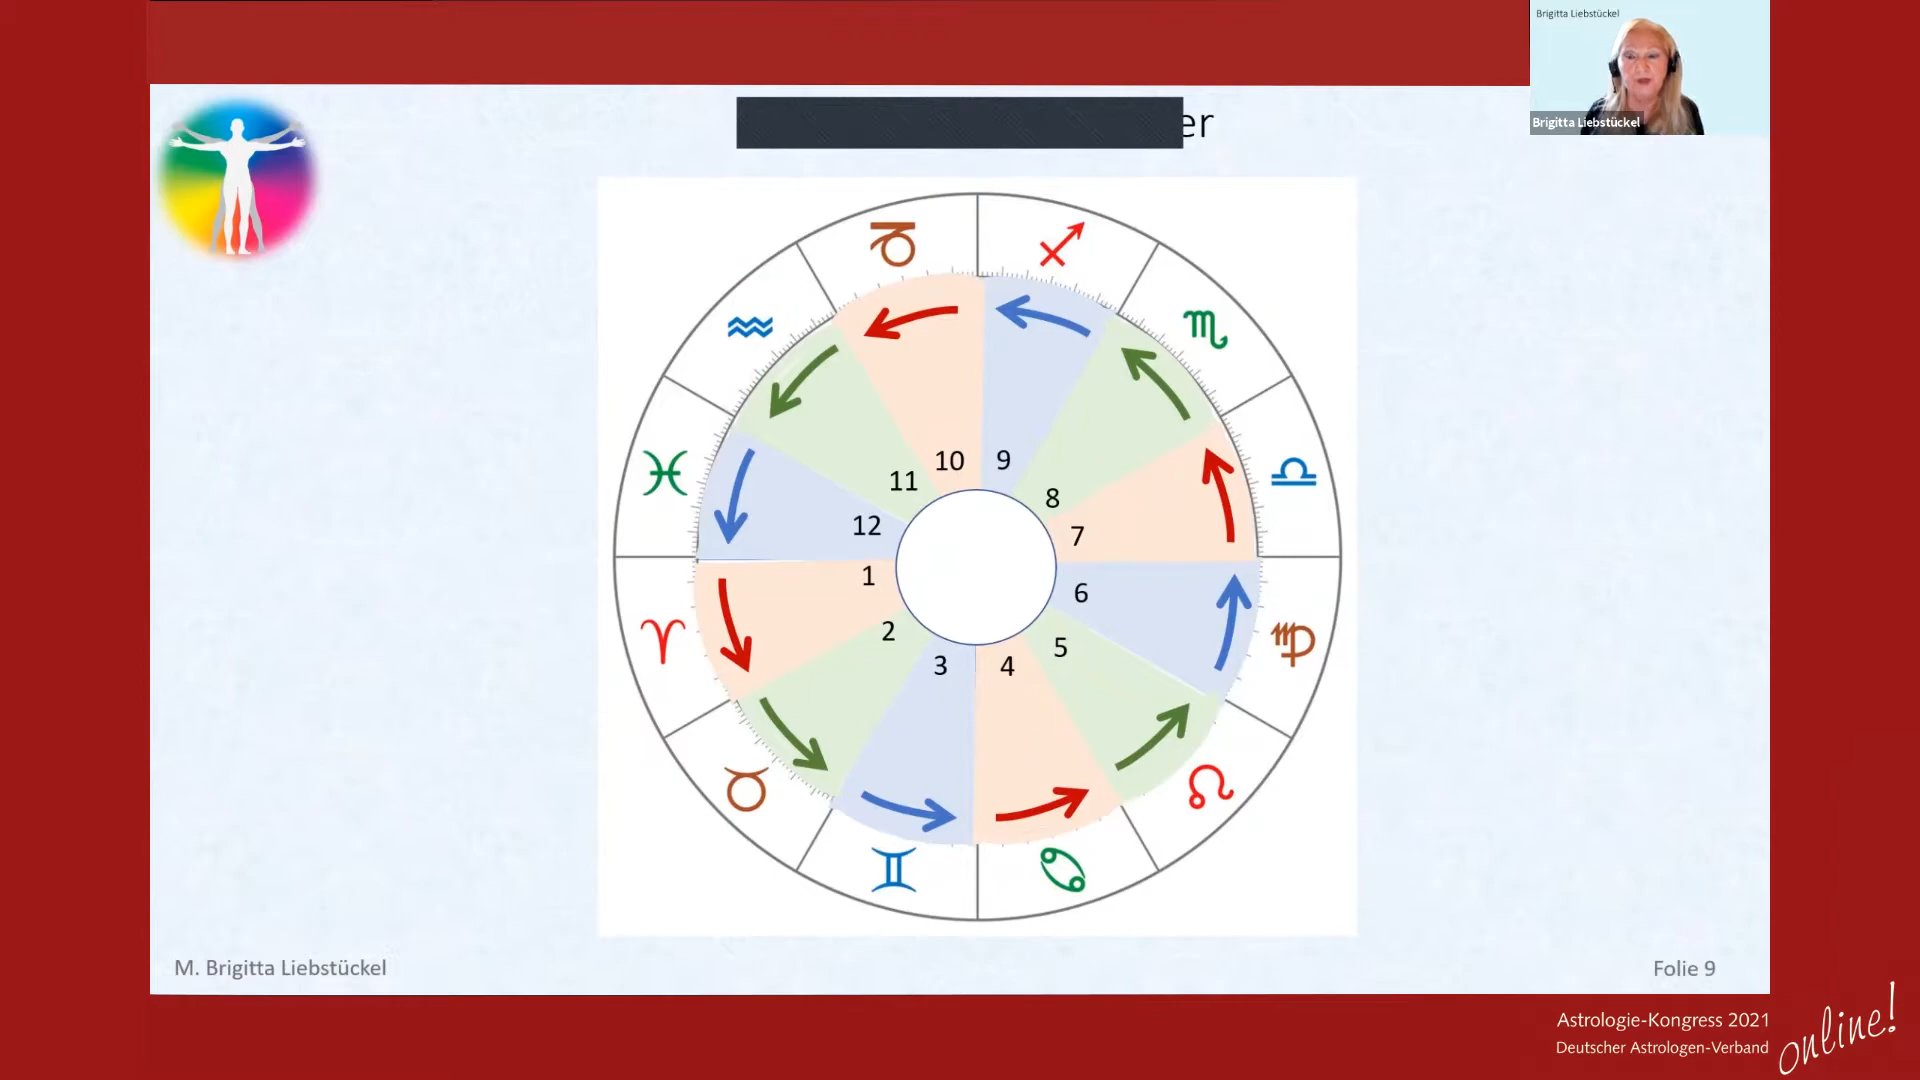 Brigitta Liebstückel
Brigitta Liebstückel
er
10
9
11
8
12
7
1
6
2
5
3
4
M. Brigitta Liebstückel
Folie 9
Astrologie-Kongress 2021
Deutscher Astrologen-Verband
online!